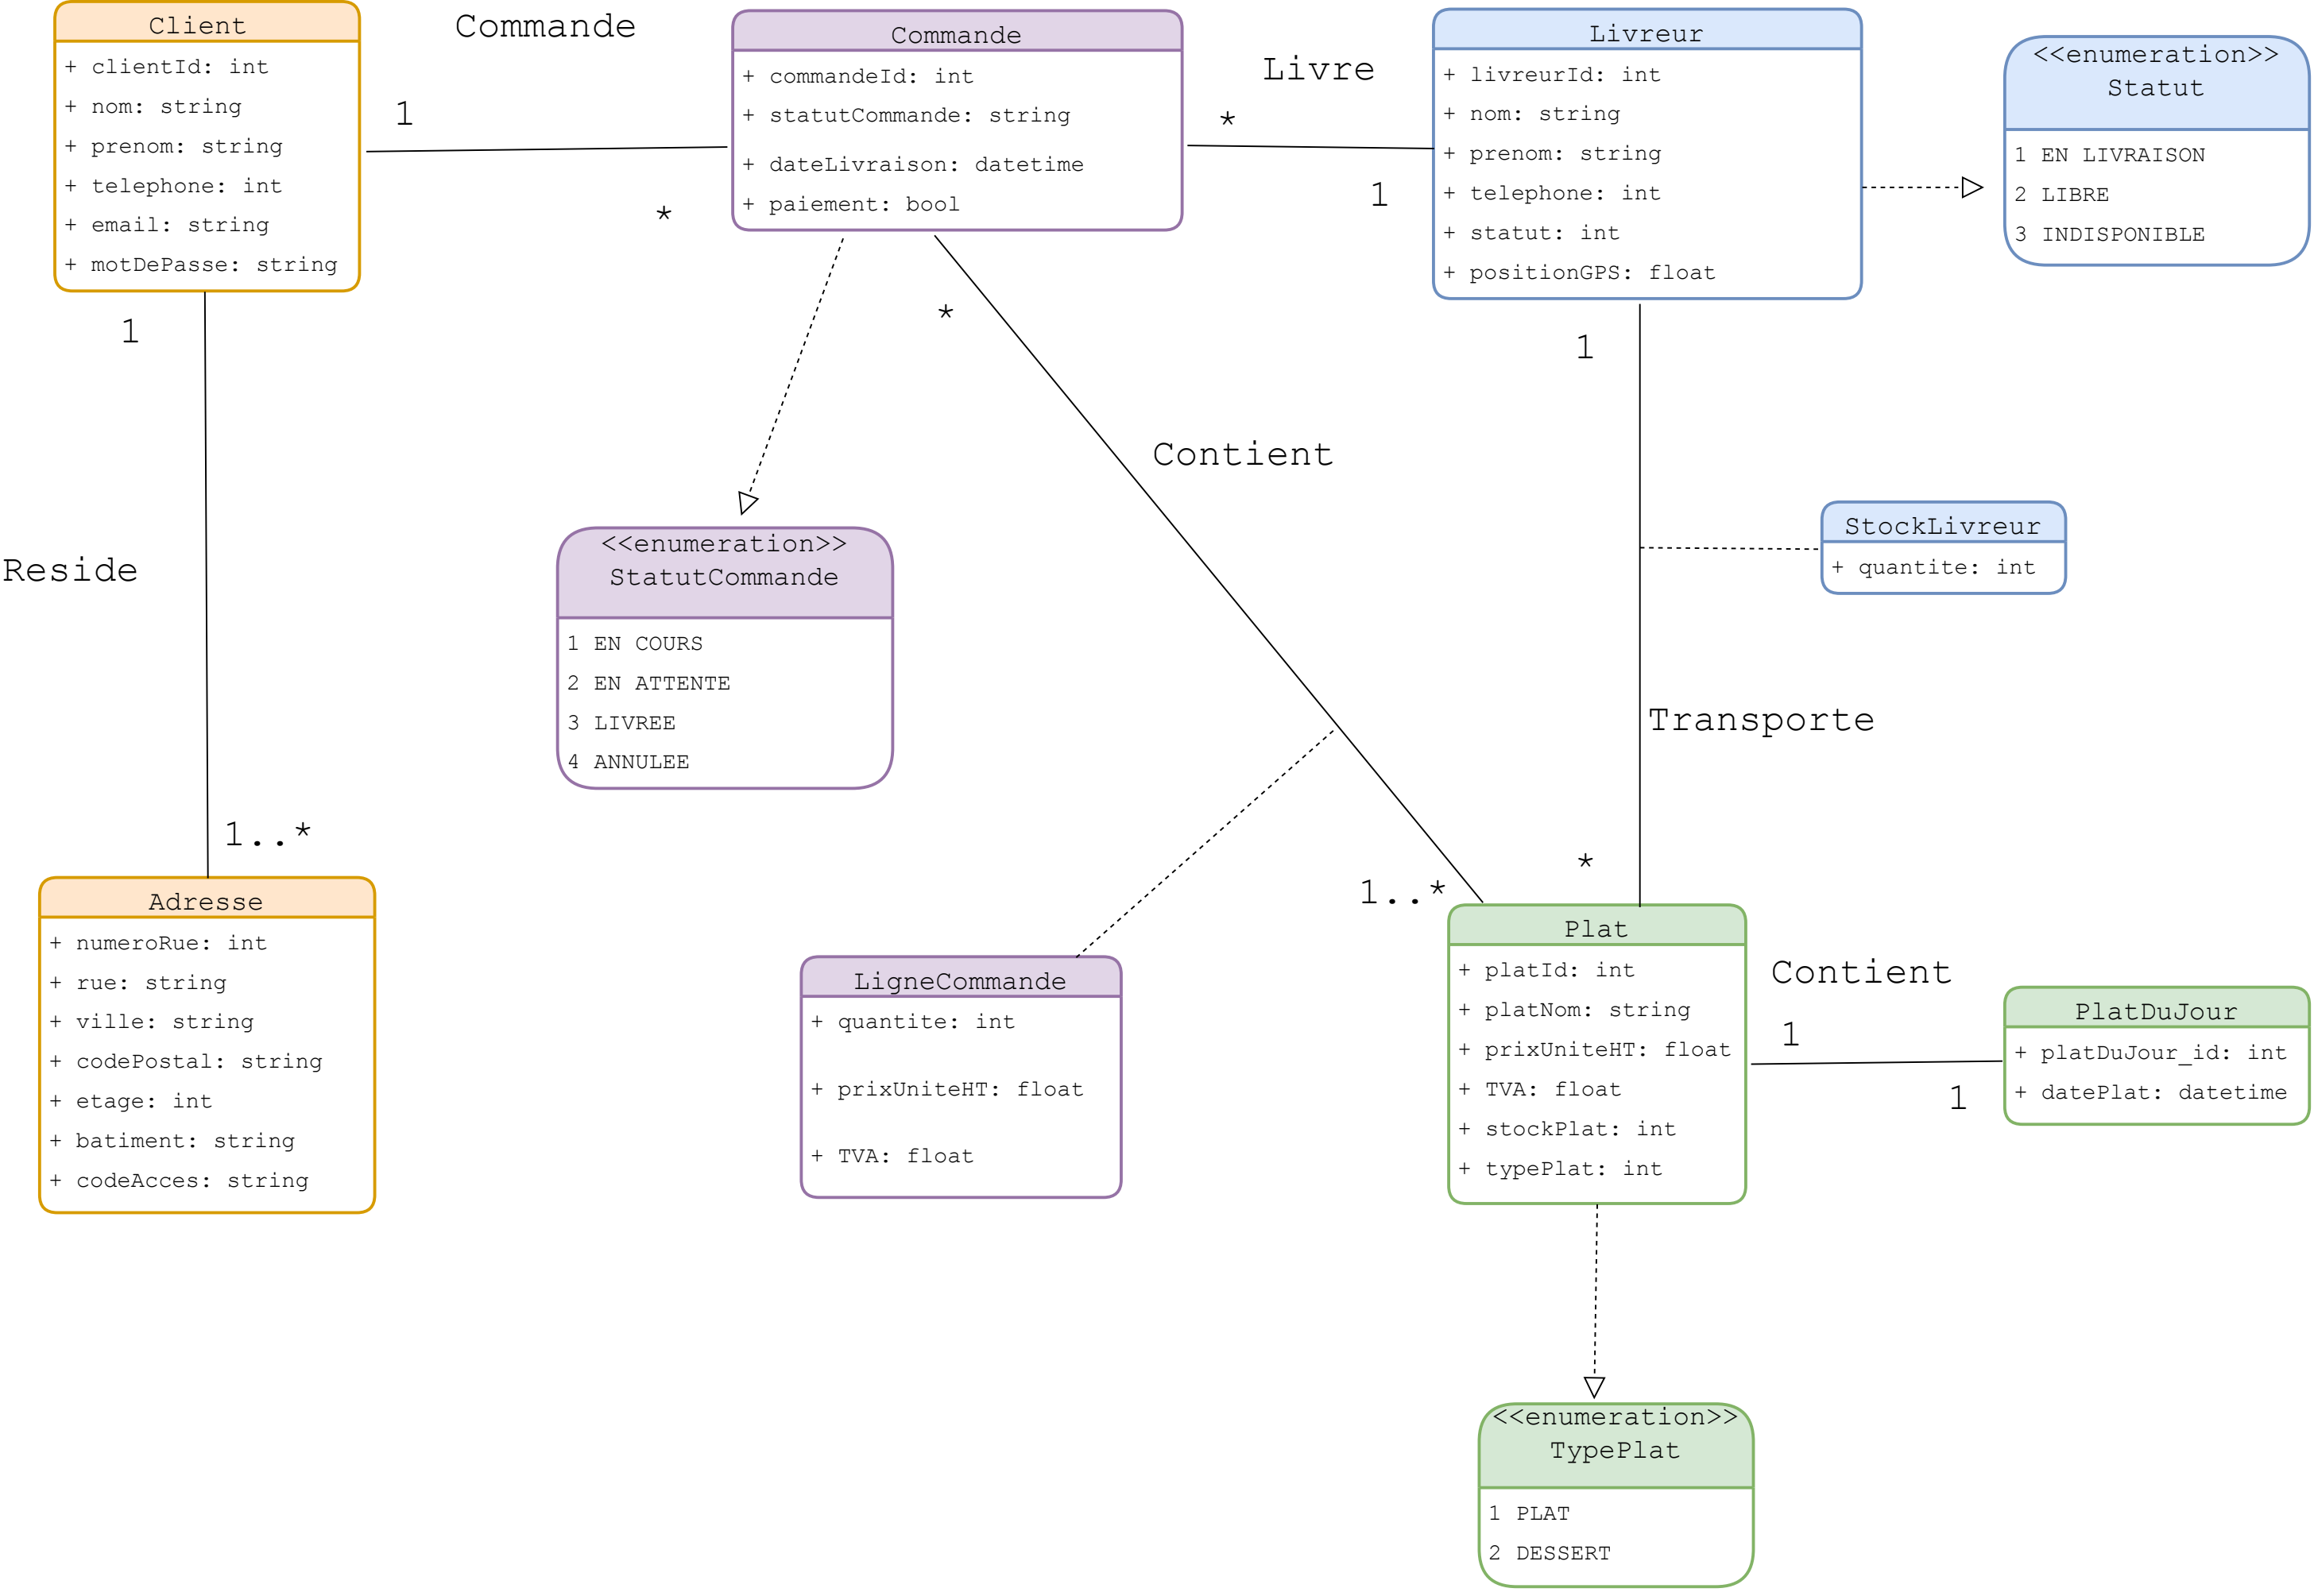 Client
+ clientId: int
+ nom: string
+ prenom: string
+ telephone: int
+ email: string
+ motDePasse: string
Commande
1
*
Commande
+ commandeId: int
+ statutCommande: string
+ dateLivraison: datetime
+ paiement: bool
Livre
*
1
Livreur
+ livreurId: int
+ nom: string
+ prenom: string
+ telephone: int
+ statut: int
+ positionGPS: float
<<enumeration>>
Statut
1 EN LIVRAISON
2 LIBRE
3 INDISPONIBLE
1
Reside
1..*
*
Contient
1..*
1
Transporte
*
StockLivreur
+ quantite: int
<<enumeration>>
StatutCommande
1 EN COURS
2 EN ATTENTE
3 LIVREE
4 ANNULEE
Adresse
+ numeroRue: int
+ rue: string
+ ville: string
+ codePostal: string
+ etage: int
+ batiment: string
+ codeAcces: string
LigneCommande
+ quantite: int
+ prixUniteHT: float
+ TVA: float
Plat
+ platId: int
+ platNom: string
+ prixUniteHT: float
+ TVA: float
+ stockPlat: int
+ typePlat: int
Contient
1
1
PlatDuJour
+ platDuJour_id: int
+ datePlat: datetime
<<enumeration>>
TypePlat
1 PLAT
2 DESSERT